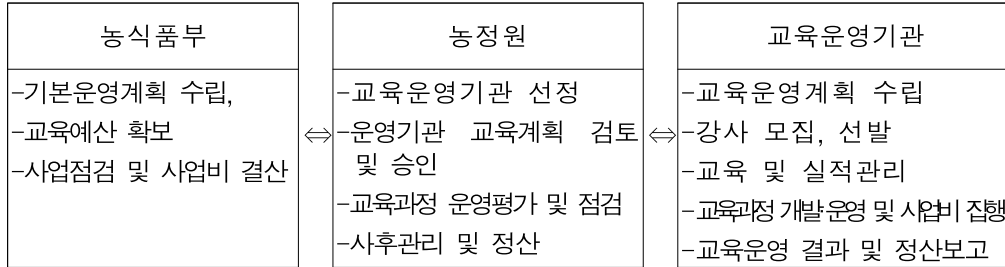 농식품부
-기본운영계획 수립,
-교육예산 확보
-사업점검 및 사업비 결산
⇔
농정원
-교육운영기관 선정
-운영기관 교육계획 검토
및 승인
-교육과정 운영평가 및 점검
-사후관리 및 정산
⇔
교육운영기관
-교육운영계획 수립
-강사 모집, 선발
-교육 및 실적관리
-교육과정 개발·운영 및 사업비 집행
-교육운영 결과 및 정산보고